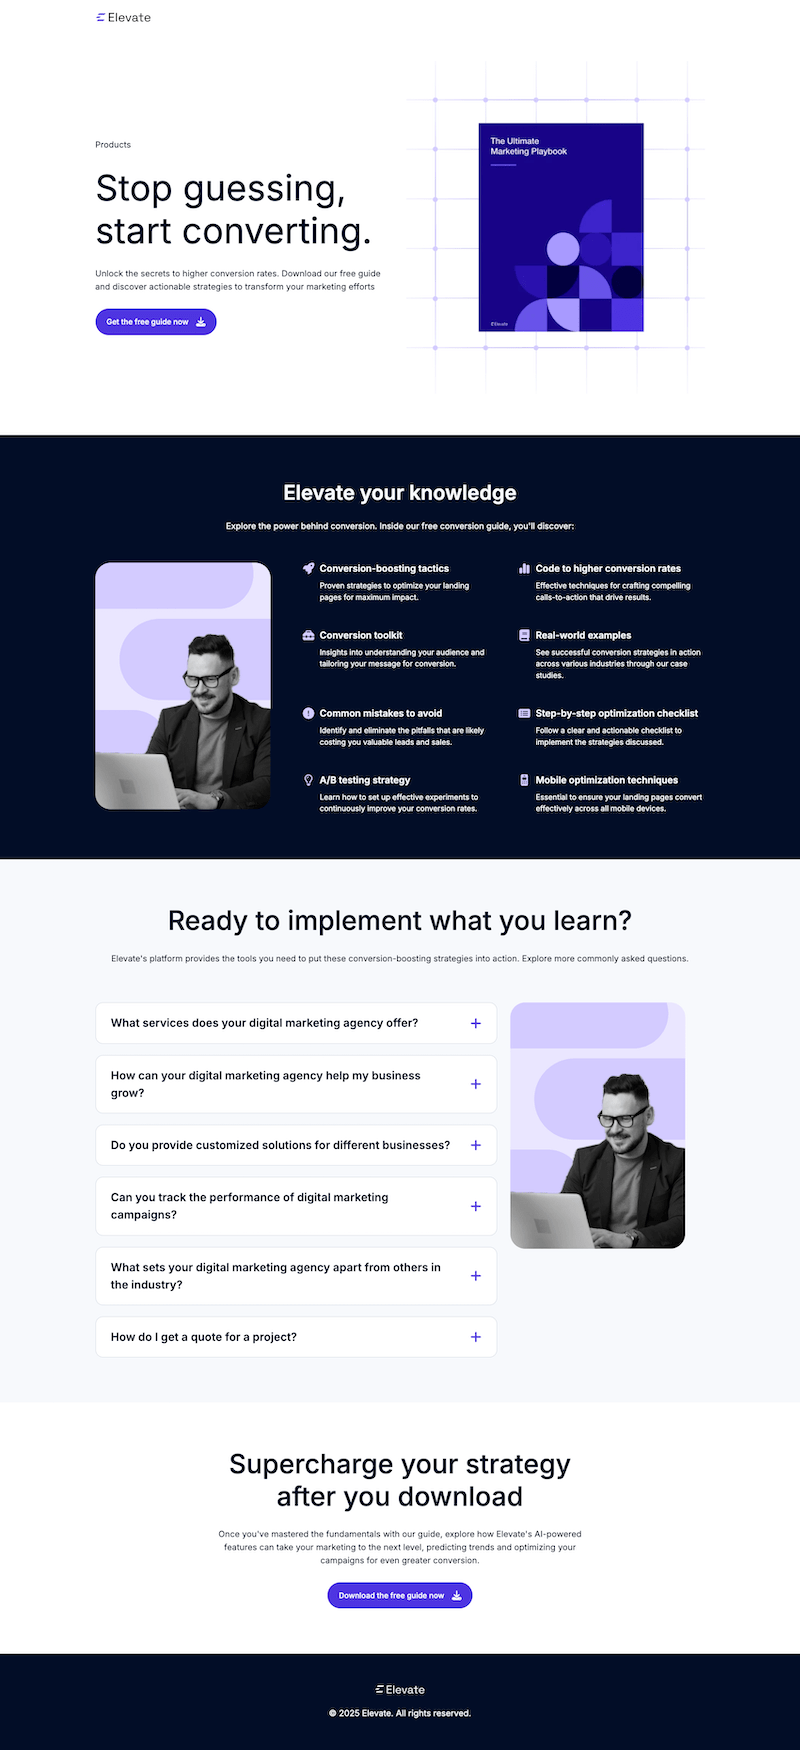 Elevate
The Ultimate
Marketing Playbook
Elevate
Products
Stop guessing,
start converting.
Unlock the secrets to higher conversion rates. Download our free guide
and discover actionable strategies to transform your marketing efforts
Get the free guide now
Elevate your knowledge
Explore the power behind conversion. Inside our free conversion guide, you'll discover:
Conversion-boosting tactics
Proven strategies to optimize your landing
pages for maximum impact.
Code to higher conversion rates
Effective techniques for crafting compelling
calls-to-action that drive results.
Conversion toolkit
Insights into understanding your audience and
tailoring your message for conversion.
Real-world examples
See successful conversion strategies in action
across various industries through our case
studies.
Common mistakes to avoid
Identify and eliminate the pitfalls that are likely
costing you valuable leads and sales.
Step-by-step optimization checklist
Follow a clear and actionable checklist to
implement the strategies discussed.
A/B testing strategy
Learn how to set up effective experiments to
continuously improve your conversion rates.
Mobile optimization techniques
Essential to ensure your landing pages convert
effectively across all mobile devices.
Ready to implement what you learn?
Elevate's platform provides the tools you need to put these conversion-boosting strategies into action. Explore more commonly asked questions.
What services does your digital marketing agency offer?
How can your digital marketing agency help my business
grow?
Do you provide customized solutions for different businesses?
Can you track the performance of digital marketing
campaigns?
What sets your digital marketing agency apart from others in
the industry?
How do I get a quote for a project?
Supercharge your strategy
after you download
Once you've mastered the fundamentals with our guide, explore how Elevate's AI-powered
features can take your marketing to the next level, predicting trends and optimizing your
campaigns for even greater conversion.
Download the free guide now
Elevate
© 2025 Elevate. All rights reserved.